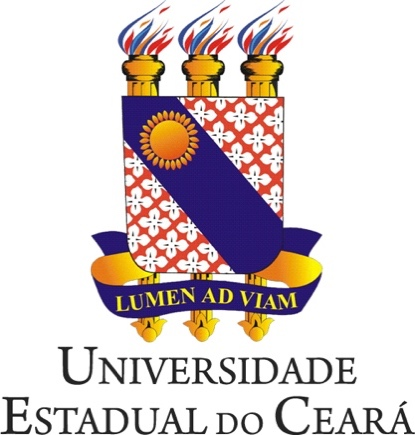 LUMEN AD VIAM
UNIVERSIDADE
ESTADUAL DO CEARÁ